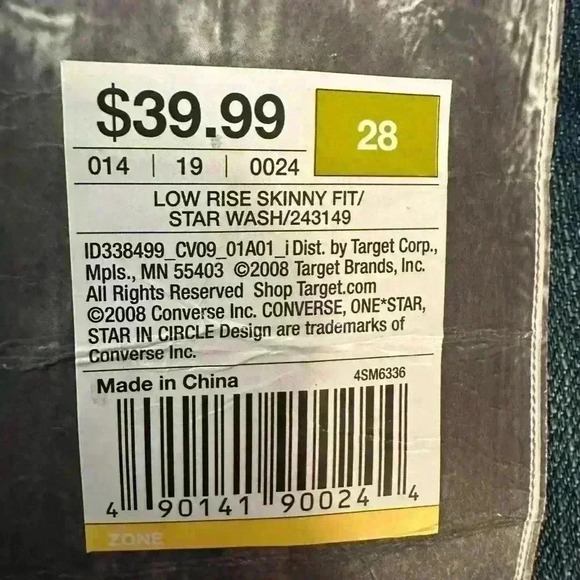 $39.99
28
014 | 19 | 0024
LOW RISE SKINNY FIT/
STAR WASH/243149
ID338499_CV09_01A01_i Dist. by Target Corp.,
Mpls., MN 55403 ©2008 Target Brands, Inc.
All Rights Reserved Shop Target.com
©2008 Converse Inc. CONVERSE, ONE*STAR,
STAR IN CIRCLE Design are trademarks of
Converse Inc.
Made in China 4SM6336
4 90141 90024 4
ZONE